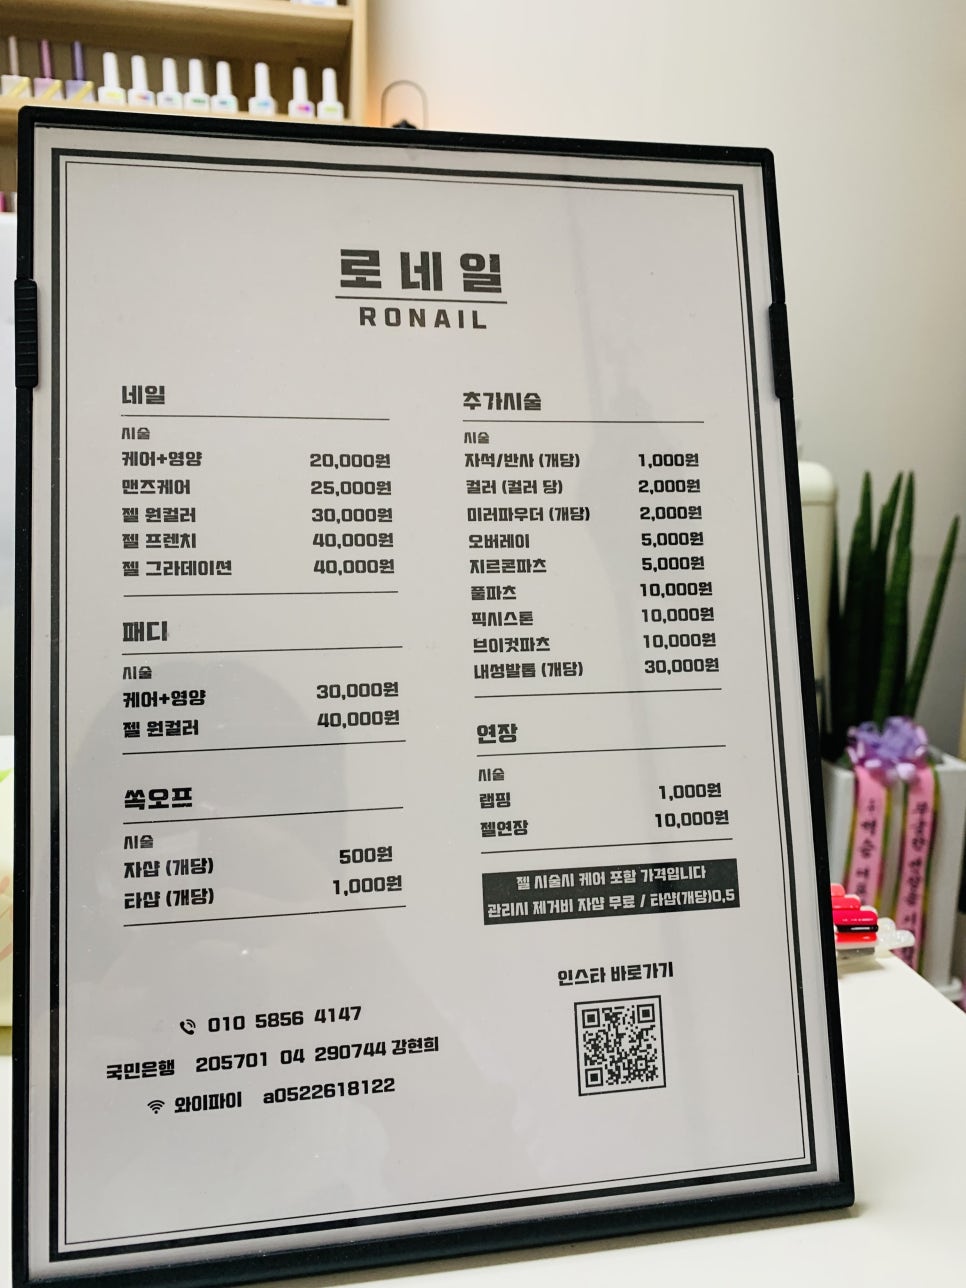 로네일
RONAIL
네일
시술
케어+영양 20,000원
맨즈케어 25,000원
젤 원컬러 30,000원
젤 프렌치 40,000원
젤 그라데이션 40,000원
패디
시술
케어+영양 30,000원
젤 원컬러 40,000원
쏙오프
시술
자샵 (개당) 500원
타샵 (개당) 1,000원
추가시술
시술
자석/반사 (개당) 1,000원
컬러 (컬러 당) 2,000원
미러파우더 (개당) 2,000원
오버레이 5,000원
지르콘파츠 5,000원
풀파츠 10,000원
픽시스톤 10,000원
브이컷파츠 10,000원
내성발톱 (개당) 30,000원
연장
시술
랩핑 1,000원
젤연장 10,000원
젤 시술시 케어 포함 가격입니다
관리시 제거비 자샵 무료 / 타샵(개당)0,5
인스타 바로가기
010 5856 4147
국민은행 205701 04 290744 강현희
와이파이 a0522618122